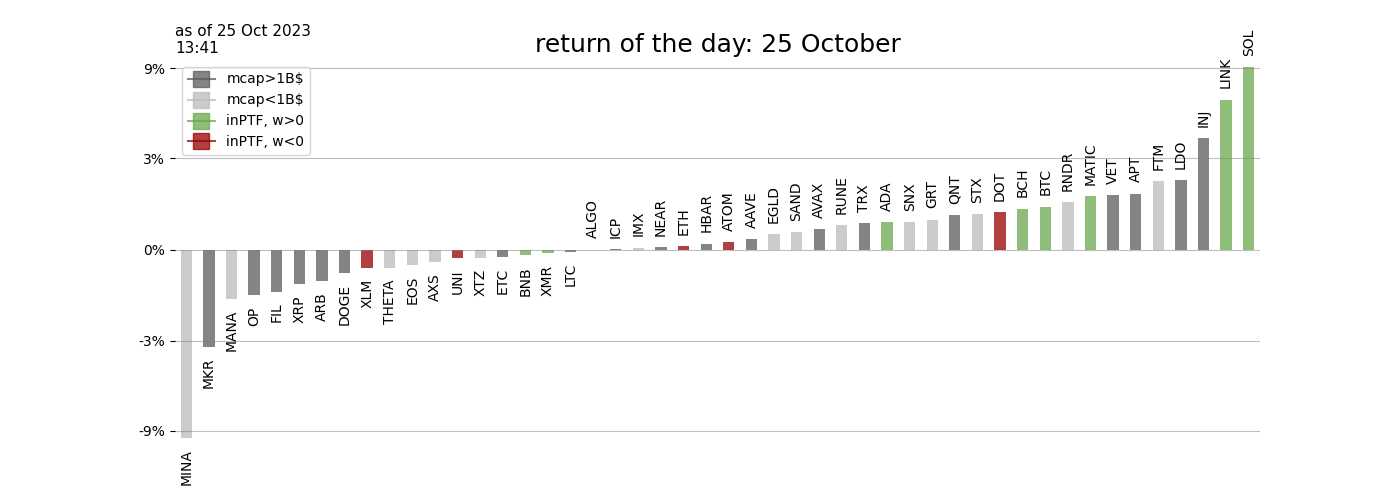 as of 25 Oct 2023
13:41
return of the day: 25 October
mcap>1B$
mcap<1B$
inPTF, w>0
inPTF, w<0
9%
3%
0%
-3%
-9%
MINA
MKR
MANA
OP
FIL
XRP
ARB
DOGE
XLM
THETA
EOS
AXS
UNI
XTZ
ETC
BNB
XMR
LTC
ALGO
ICP
IMX
NEAR
ETH
HBAR
ATOM
AAVE
EGLD
SAND
AVAX
RUNE
TRX
ADA
SNX
GRT
QNT
STX
DOT
BCH
BTC
RNDR
MATIC
VET
APT
FTM
LDO
INJ
LINK
SOL